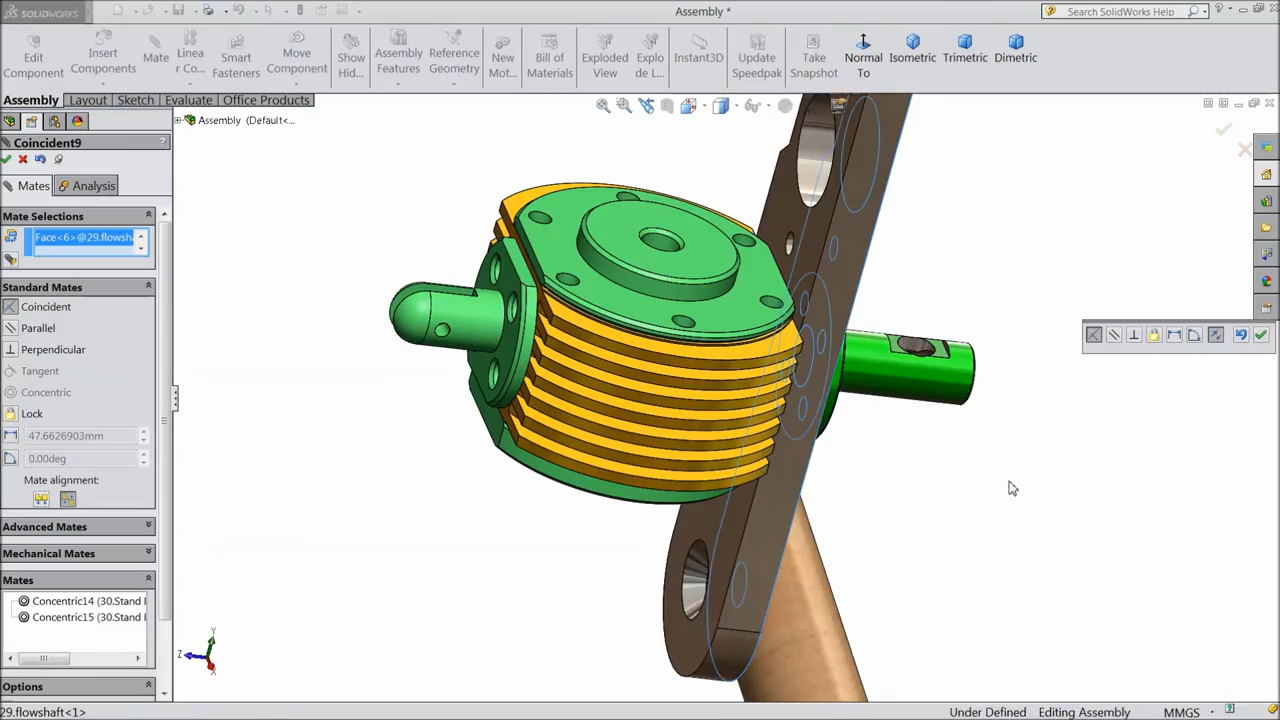 SOLIDWORKS
Assembly *
Search SolidWorks Help
Edit Component
Insert Components
Mate
Linea r Co...
Smart Fasteners
Move Component
Show Hid...
Assembly Features
Reference Geometry
New Mot...
Bill of Materials
Exploded View
Explo de L...
Instant3D
Update Speedpak
Take Snapshot
Normal To
Isometric
Trimetric
Dimetric
Assembly
Layout
Sketch
Evaluate
Office Products
Assembly (Default<...
Coincident9
?
Mates
Analysis
Mate Selections
Face<6>@29.flowsha
Standard Mates
Coincident
Parallel
Perpendicular
Tangent
Concentric
Lock
47.6626903mm
0.00deg
Mate alignment:
Advanced Mates
Mechanical Mates
Mates
Concentric14 (30.Stand
Concentric15 (30.Stand
Options
Y
Z
X
29.flowshaft<1>
Under Defined
Editing Assembly
MMGS